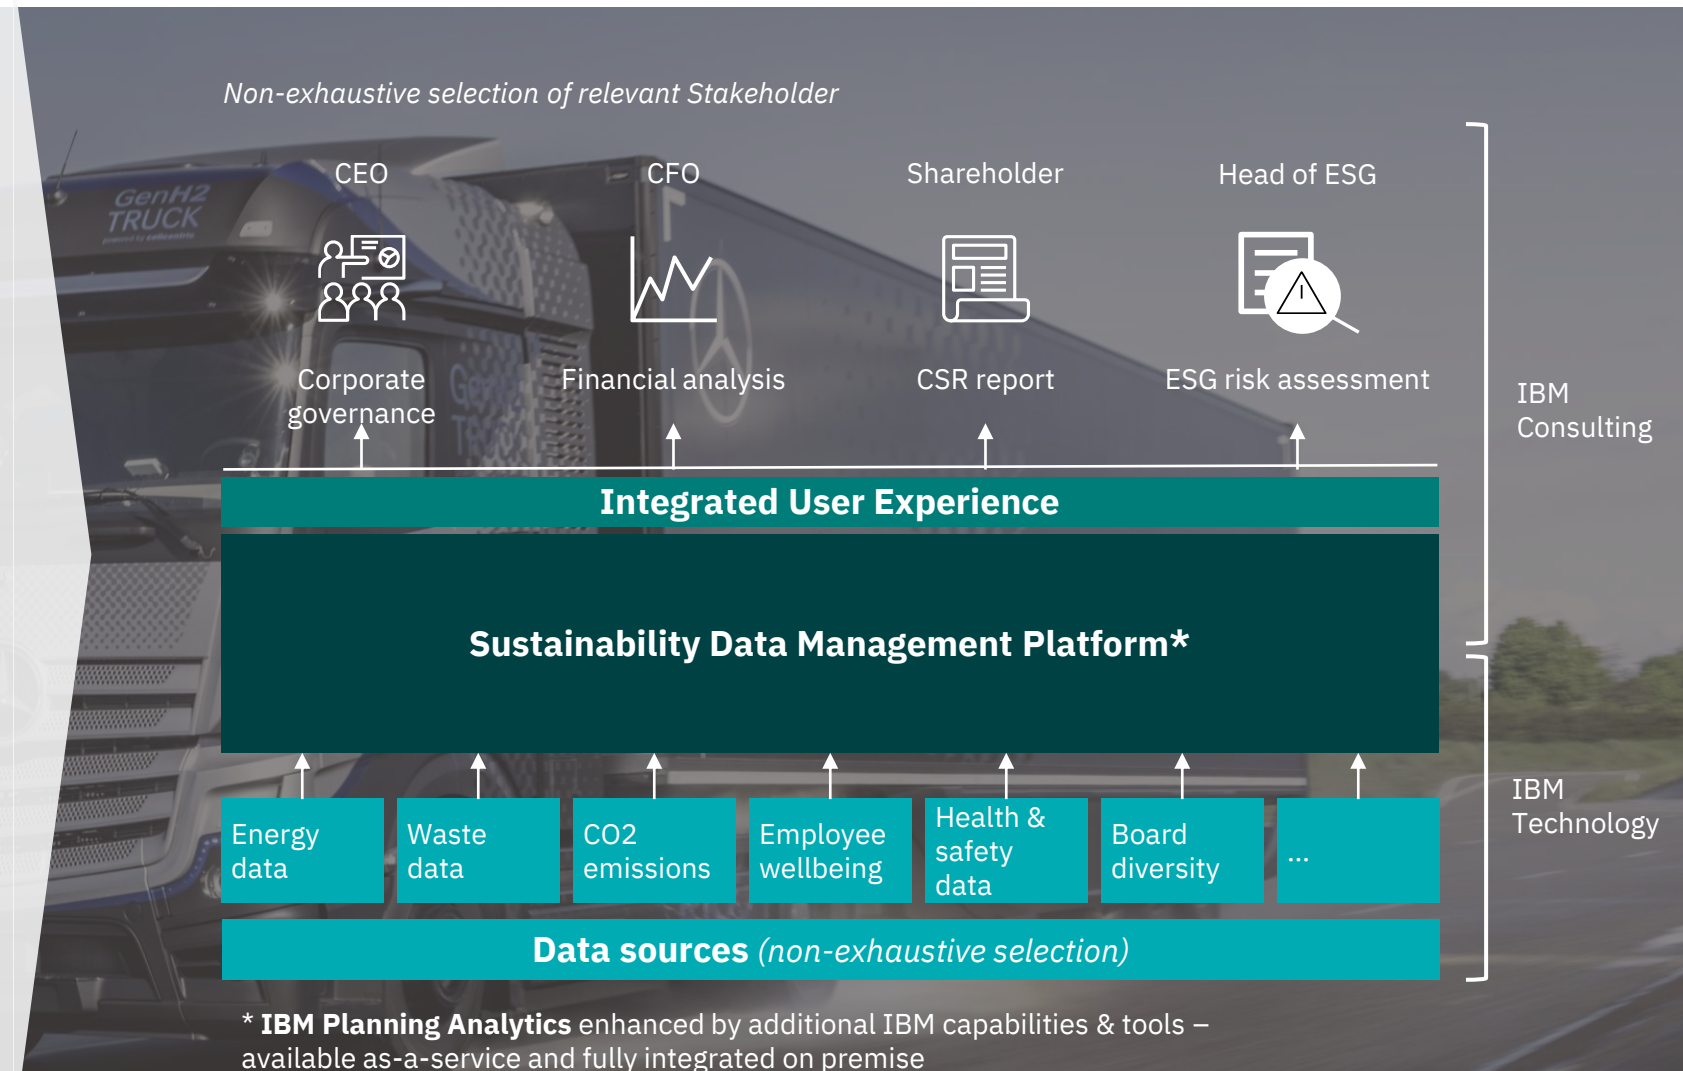 Non-exhaustive selection of relevant Stakeholder
CEO
CFO
Shareholder
Head of ESG
GenH2
TRUCK
powered by cellcentric
Corporate
governance
Financial analysis
CSR report
ESG risk assessment
IBM
Consulting
Integrated User Experience
Sustainability Data Management Platform*
Energy
data
Waste
data
CO2
emissions
Employee
wellbeing
Health &
safety
data
Board
diversity
...
IBM
Technology
Data sources (non-exhaustive selection)
* IBM Planning Analytics enhanced by additional IBM capabilities & tools –
available as-a-service and fully integrated on premise